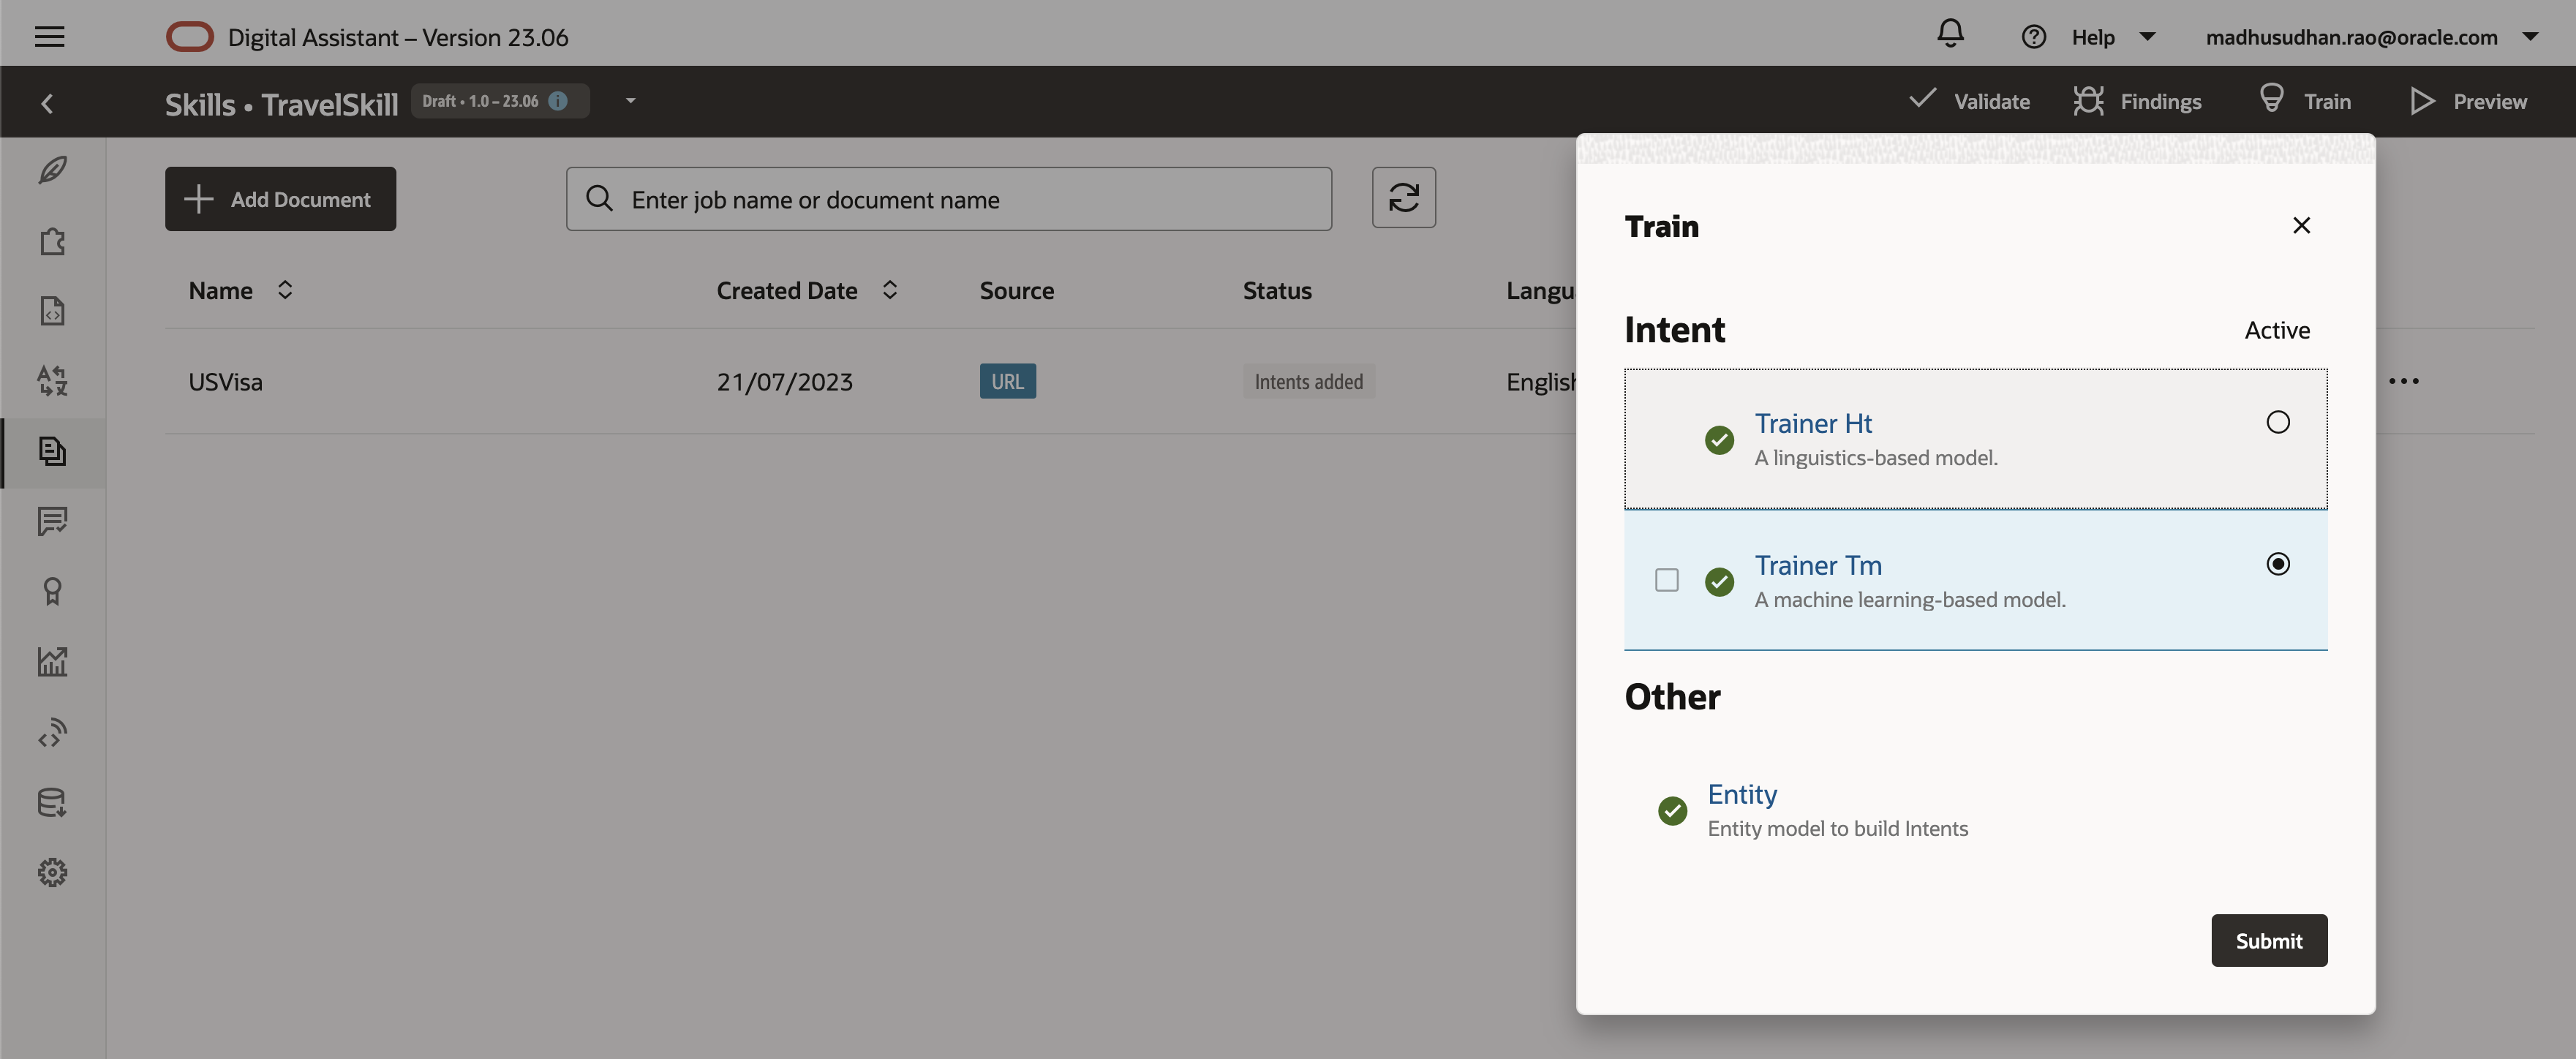 Digital Assistant – Version 23.06
Help
madhusudhan.rao@oracle.com
Skills • TravelSkill
Draft • 1.0 – 23.06
Validate
Findings
Train
Preview
Add Document
Enter job name or document name
Name
Created Date
Source
Status
Langu
USVisa
21/07/2023
URL
Intents added
English
Train
Intent
Active
Trainer Ht
A linguistics-based model.
Trainer Tm
A machine learning-based model.
Other
Entity
Entity model to build Intents
Submit